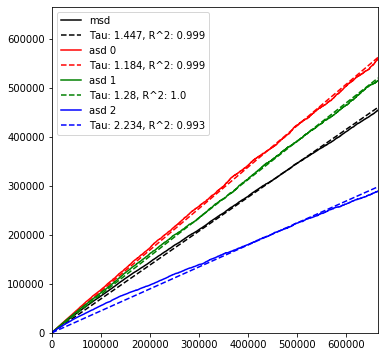 msd
Tau: 1.447, R^2: 0.999
asd 0
Tau: 1.184, R^2: 0.999
asd 1
Tau: 1.28, R^2: 1.0
asd 2
Tau: 2.234, R^2: 0.993
600000
500000
400000
300000
200000
100000
0
0 100000 200000 300000 400000 500000 600000